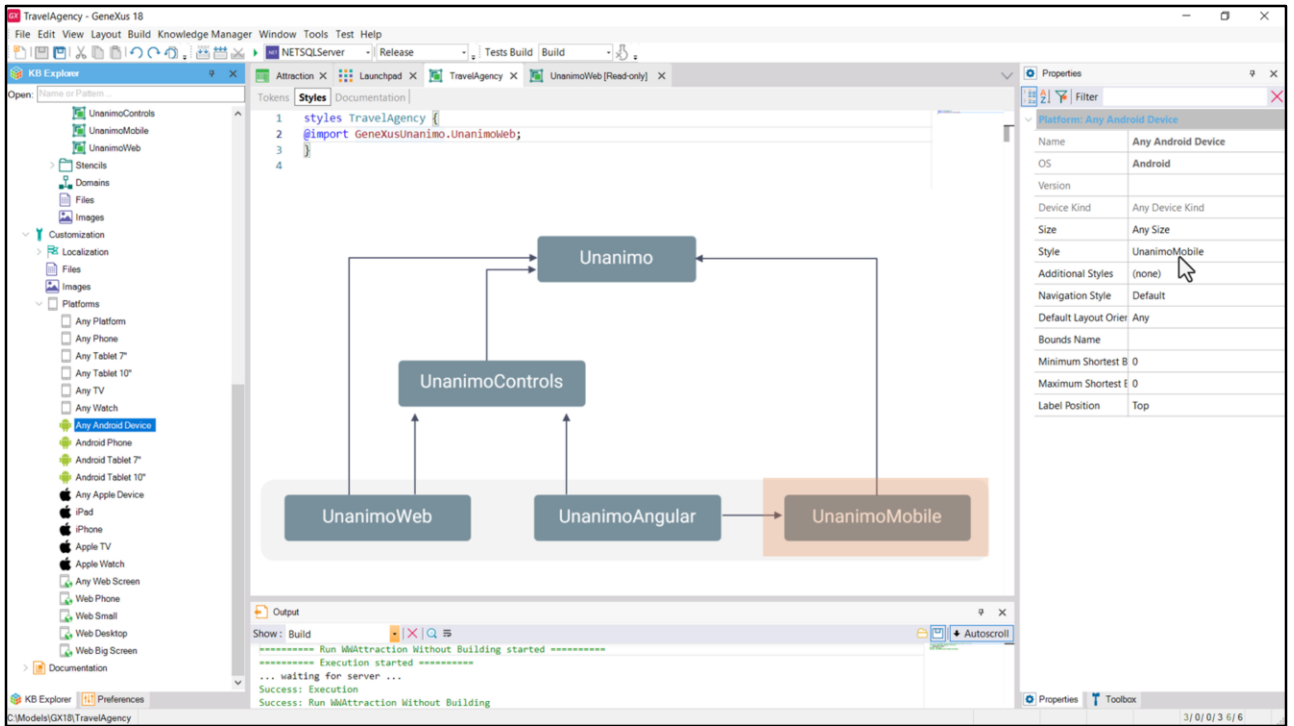 TravelAgency - GeneXus 18
File Edit View Layout Build Knowledge Manager Window Tools Test Help
NETSQLServer Release Tests Build Build
KB Explorer
Open: Name or Pattern...
UnanimoControls
UnanimoMobile
UnanimoWeb
Stencils
Domains
Files
Images
Customization
Localization
Files
Images
Platforms
Any Platform
Any Phone
Any Tablet 7"
Any Tablet 10"
Any TV
Any Watch
Any Android Device
Android Phone
Android Tablet 7"
Android Tablet 10"
Any Apple Device
iPad
iPhone
Apple TV
Apple Watch
Any Web Screen
Web Phone
Web Small
Web Desktop
Web Big Screen
Documentation
KB Explorer Preferences
C:\Models\GX18\TravelAgency
Attraction X Launchpad X TravelAgency X UnanimoWeb [Read-only] X
Tokens Styles Documentation
1 styles TravelAgency {
2 @import GeneXusUnanimo.UnanimoWeb;
3 }
4
Unanimo
UnanimoControls
UnanimoWeb UnanimoAngular UnanimoMobile
Output
Show: Build Autoscroll
========== Run WWAttraction Without Building started ==========
========== Execution started ==========
... waiting for server ...
Success: Execution
Success: Run WWAttraction Without Building
Properties
Filter
Platform: Any Android Device
Name Any Android Device
OS Android
Version
Device Kind Any Device Kind
Size Any Size
Style UnanimoMobile
Additional Styles (none)
Navigation Style Default
Default Layout Orier Any
Bounds Name
Minimum Shortest B 0
Maximum Shortest E 0
Label Position Top
Properties Toolbox
3/ 0/ 0/ 3 6/ 6